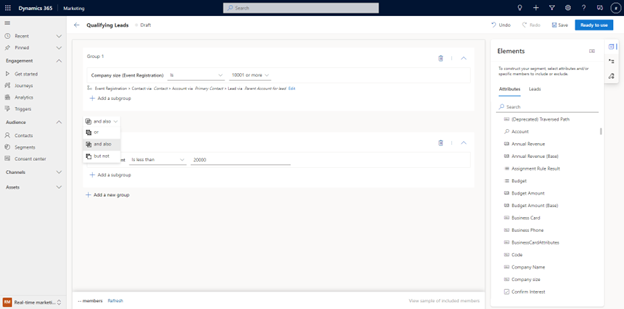 Dynamics 365 Marketing Search
Qualifying Leads Draft Undo Redo Save Ready to use
Home
Recent
Pinned
Engagement
Get started
Journeys
Analytics
Triggers
Audience
Contacts
Segments
Consent center
Channels
Assets
RM Real-time marketi...
Group 1
Company size (Event Registration) Is 10001 or more
Event Registration > Contact via Contact > Account via Primary Contact > Lead via Parent Account for lead Edit
Add a subgroup
and also
or
and also
but not
Is less than 20000
Add a subgroup
Add a new group
-- members Refresh View sample of included members
Elements
To construct your segment, select attributes and/or
specific members to include or exclude.
Attributes Leads
Search
(Deprecated) Traversed Path
Account
Annual Revenue
Annual Revenue (Base)
Assignment Rule Result
Budget
Budget Amount
Budget Amount (Base)
Business Card
Business Phone
BusinessCardAttributes
Code
Company Name
Company size
Confirm Interest